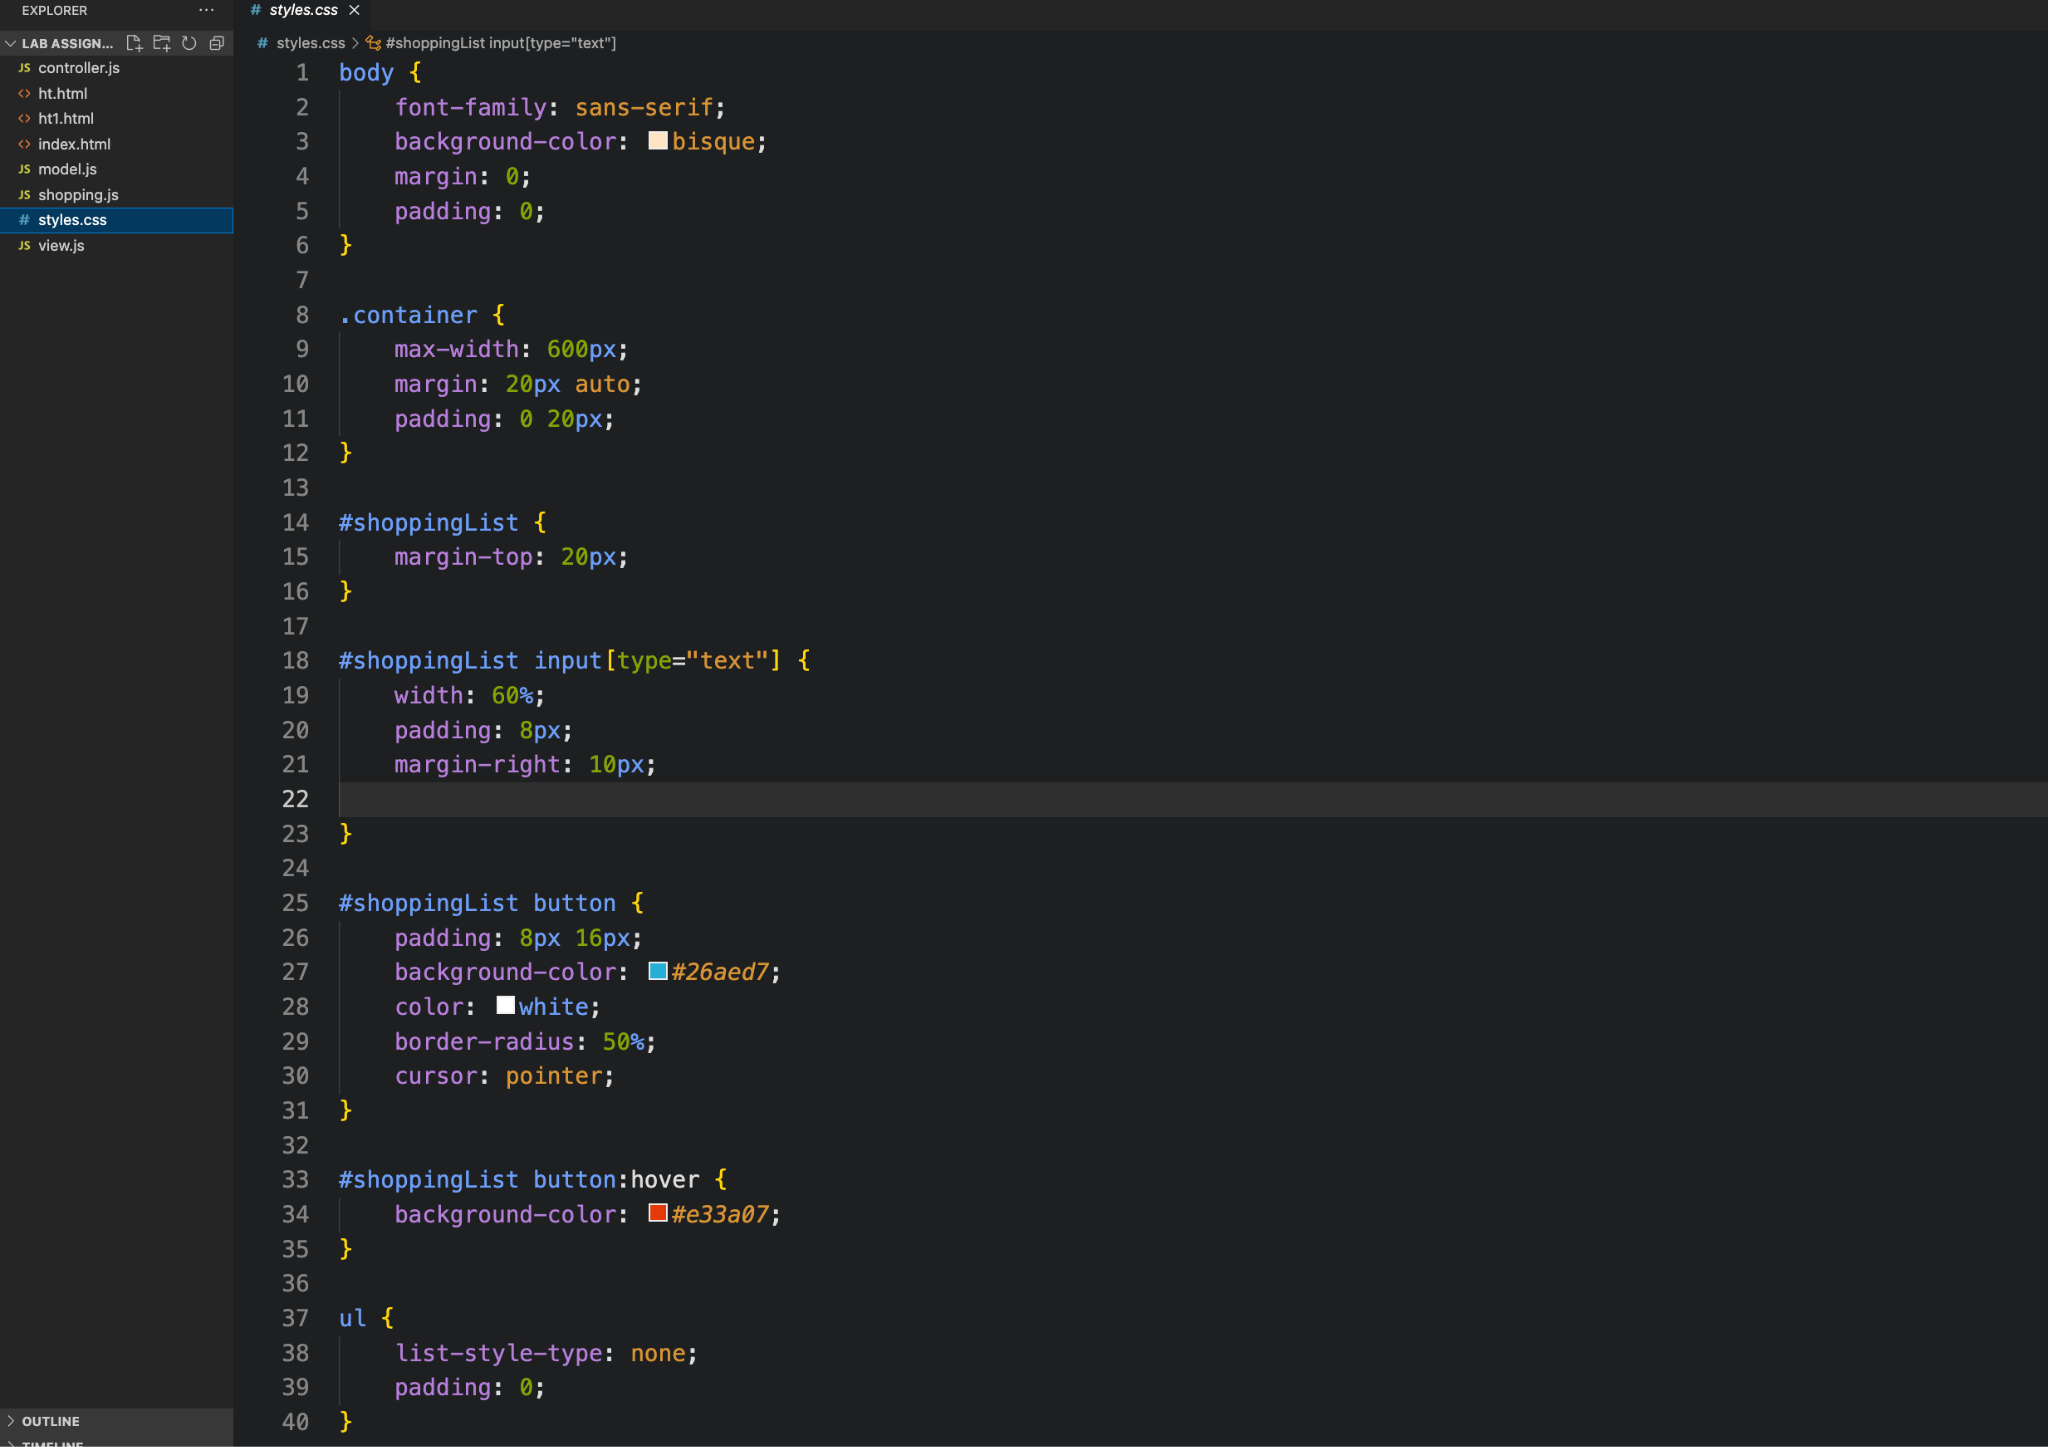 EXPLORER ...
LAB ASSIGN...
JS controller.js
<> ht.html
<> ht1.html
<> index.html
JS model.js
JS shopping.js
# styles.css
JS view.js
OUTLINE
TIMELINE
# styles.css ×
# styles.css > #shoppingList input[type="text"]
1 body {
2     font-family: sans-serif;
3     background-color: bisque;
4     margin: 0;
5     padding: 0;
6 }
7
8 .container {
9     max-width: 600px;
10     margin: 20px auto;
11     padding: 0 20px;
12 }
13
14 #shoppingList {
15     margin-top: 20px;
16 }
17
18 #shoppingList input[type="text"] {
19     width: 60%;
20     padding: 8px;
21     margin-right: 10px;
22
23 }
24
25 #shoppingList button {
26     padding: 8px 16px;
27     background-color: #26aed7;
28     color: white;
29     border-radius: 50%;
30     cursor: pointer;
31 }
32
33 #shoppingList button:hover {
34     background-color: #e33a07;
35 }
36
37 ul {
38     list-style-type: none;
39     padding: 0;
40 }